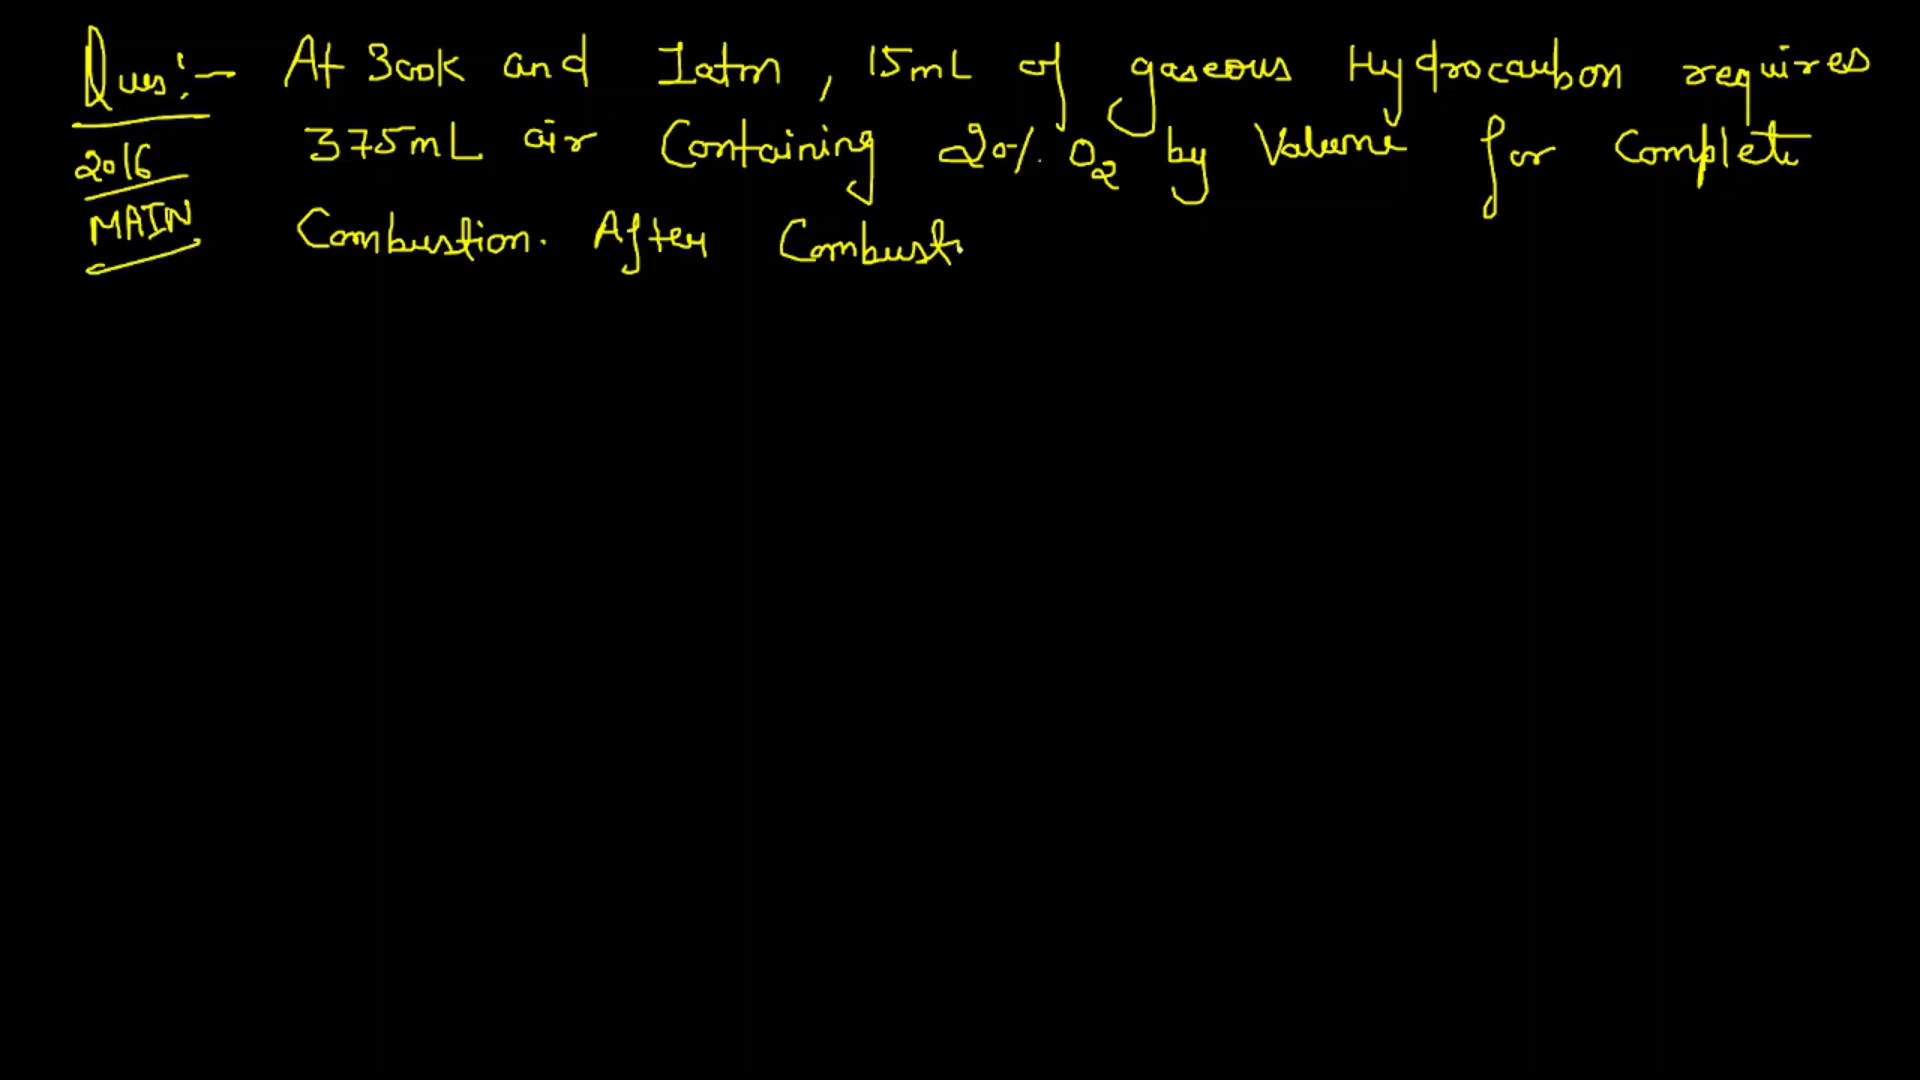 Ques:- At 300K and 1atm, 15mL of gaseous Hydrocarbon requires
375mL air Containing 20% O2 by Volume for Complete
2016
MAIN
Combustion. After Combusti